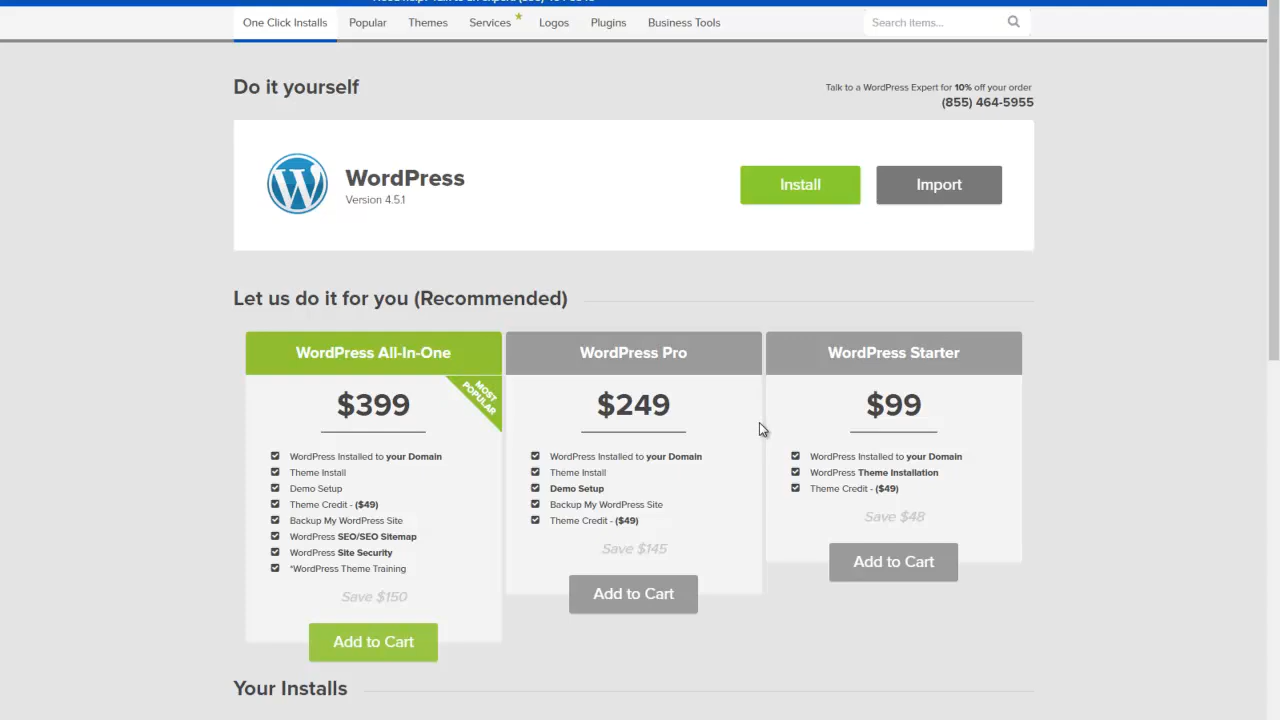 One Click Installs Popular Themes Services Logos Plugins Business Tools Search items...
Do it yourself
Talk to a WordPress Expert for 10% off your order
(855) 464-5955
WordPress
Version 4.5.1
Install
Import
Let us do it for you (Recommended)
WordPress All-In-One
MOST POPULAR
$399
WordPress Installed to your Domain
Theme Install
Demo Setup
Theme Credit - ($49)
Backup My WordPress Site
WordPress SEO/SEO Sitemap
WordPress Site Security
*WordPress Theme Training
Save $150
Add to Cart
WordPress Pro
$249
WordPress Installed to your Domain
Theme Install
Demo Setup
Backup My WordPress Site
Theme Credit - ($49)
Save $145
Add to Cart
WordPress Starter
$99
WordPress Installed to your Domain
WordPress Theme Installation
Theme Credit - ($49)
Save $48
Add to Cart
Your Installs